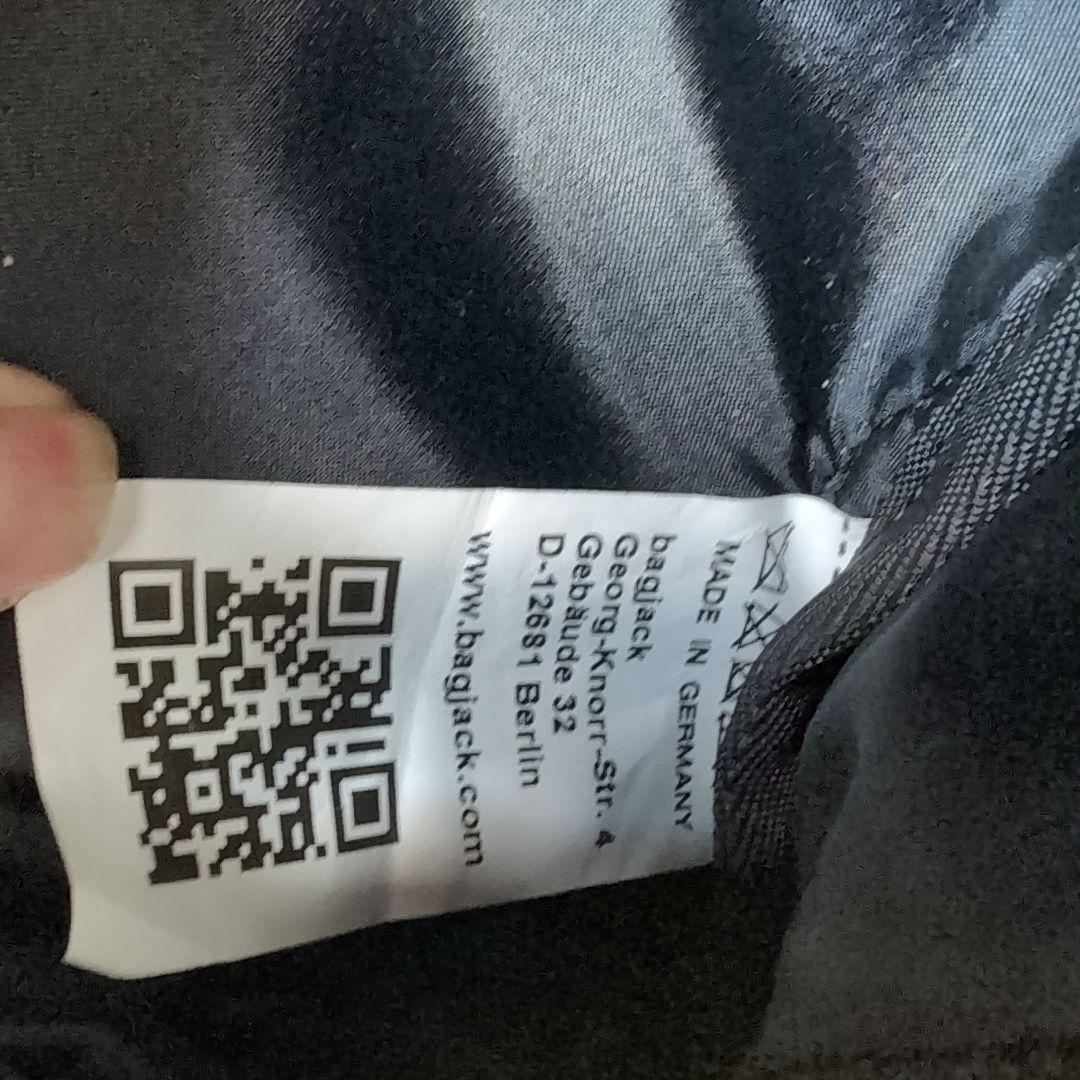 MADE IN GERMANY
bagjack
Georg-Knorr-Str. 4
Gebäude 32
D-12681 Berlin
www.bagjack.com